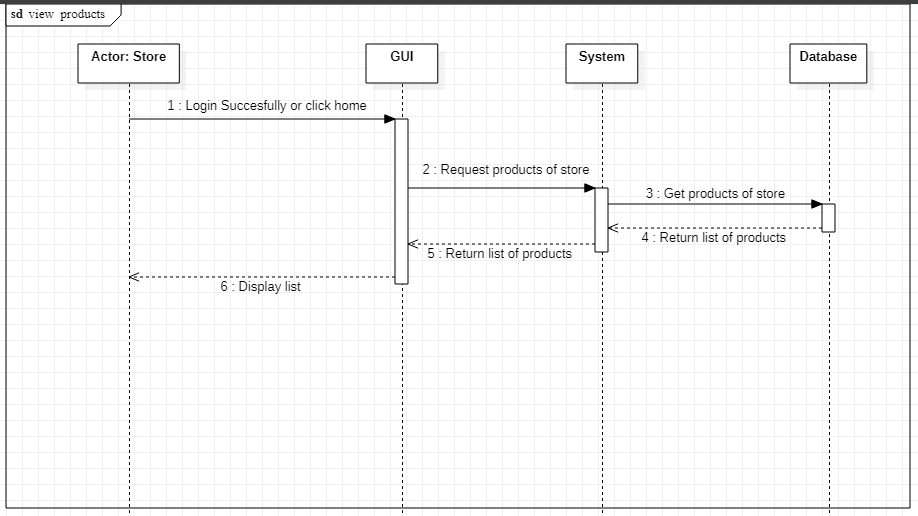 sd view products
Actor: Store
GUI
System
Database
1 : Login Succesfully or click home
2 : Request products of store
3 : Get products of store
4 : Return list of products
5 : Return list of products
6 : Display list